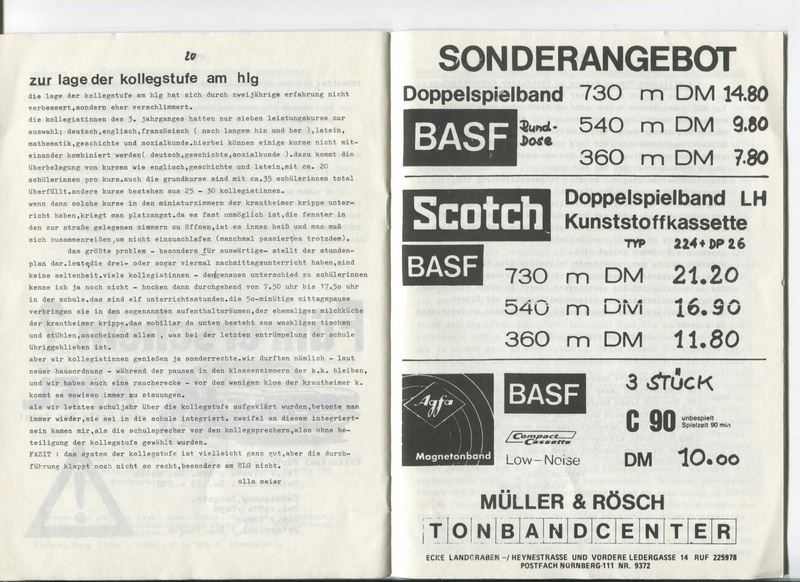 20
zur lage der kollegstufe am hlg
die lage der kollegstufe am hlg hat sich durch zweijährige erfahrung nicht
verbessert,sondern eher verschlimmert.
die kollegiatinnen des 3. jahrganges hatten nur sieben leistungskurse zur
auswahl: deutsch,englisch,französisch ( nach langem hin und her ),latein,
mathematik,geschichte und sozialkunde.hierbei können einige kurse nicht mit-
einander kombiniert werden( deutsch,geschichte,sozialkunde ).dazu kommt die
überbelegung von kursen wie englisch,geschichte und latein,mit ca. 20
schülerinnen pro kurs.auch die grundkurse sind mit ca.35 schülerinnen total
überfüllt.andere kurse bestehen aus 25 - 30 kollegiatinnen.
wenn dann solche kurse in den miniaturzimmern der krautheimer krippe unter-
richt haben,kriegt man platzangst.da es fast unmöglich ist,die fenster in
den zur straße gelegenen zimmern zu öffnen,ist es innen heiß und man muß
sich zusammenreißen,um nicht einzuschlafen (manchmal passiertes trotzdem).
das größte problem - besonders für auswärtige- stellt der stunden-
plan dar.leute,die drei- oder sogar viermal nachmittagsunterricht haben,sind
keine seltenheit.viele kollegiatinnen - den genauen unterschied zu schülerinnen
kenne ich ja noch nicht - hocken dann durchgehend von 7.50 uhr bis 17.5o uhr
in der schule.das sind elf unterrichtsstunden.die 5o-minütige mittagspause
verbringen sie in den sogenannten aufenthalträumen,der ehemaligen milchküche
der krautheimer krippe.das mobiliar da unten besteht aus wackligen tischen
und stühlen,anscheinend allem , was bei der letzten entrümpelung der schule
übriggeblieben ist.
aber wir kollegiatinnen genießen ja sonderrechte.wir durften nämlich - laut
neuer hausordnung - während der pausen in den klassenzimmern der k.k. bleiben,
und wir haben auch eine raucherecke - vor den wenigen klos der krautheimer k.
kommt es sowieso immer zu stauungen.
als wir letztes schuljahr über die kollegstufe aufgeklärt wurden,betonte man
immer wieder,sie sei in die schule integriert. zweifel an diesem integriert-
sein kamen mir,als die schulsprecher vor den kollegsprechern,also ohne be-
teiligung der kollegstufe gewählt wurden.
FAZIT : das system der kollegstufe ist vielleicht ganz gut,aber die durch-
führung klappt noch nicht so recht,besonders am HLG nicht.
ulla meier
SONDERANGEBOT
Doppelspielband 730 m DM 14.80
BASF Rund-Dose 540 m DM 9.80
360 m DM 7.80
Scotch Doppelspielband LH
Kunststoffkassette
TYP 224+DP 26
BASF
730 m DM 21.20
540 m DM 16.90
360 m DM 11.80
Agfa
Magnetonband
BASF 3 STÜCK
Compact Cassette C 90 unbespielt
Spielzeit 90 min
Low-Noise DM 10.00
MÜLLER & RÖSCH
TONBANDCENTER
ECKE LANDGRABEN-/HEYNESTRASSE UND VORDERE LEDERGASSE 14 RUF 225978
POSTFACH NÜRNBERG-111 NR. 9372